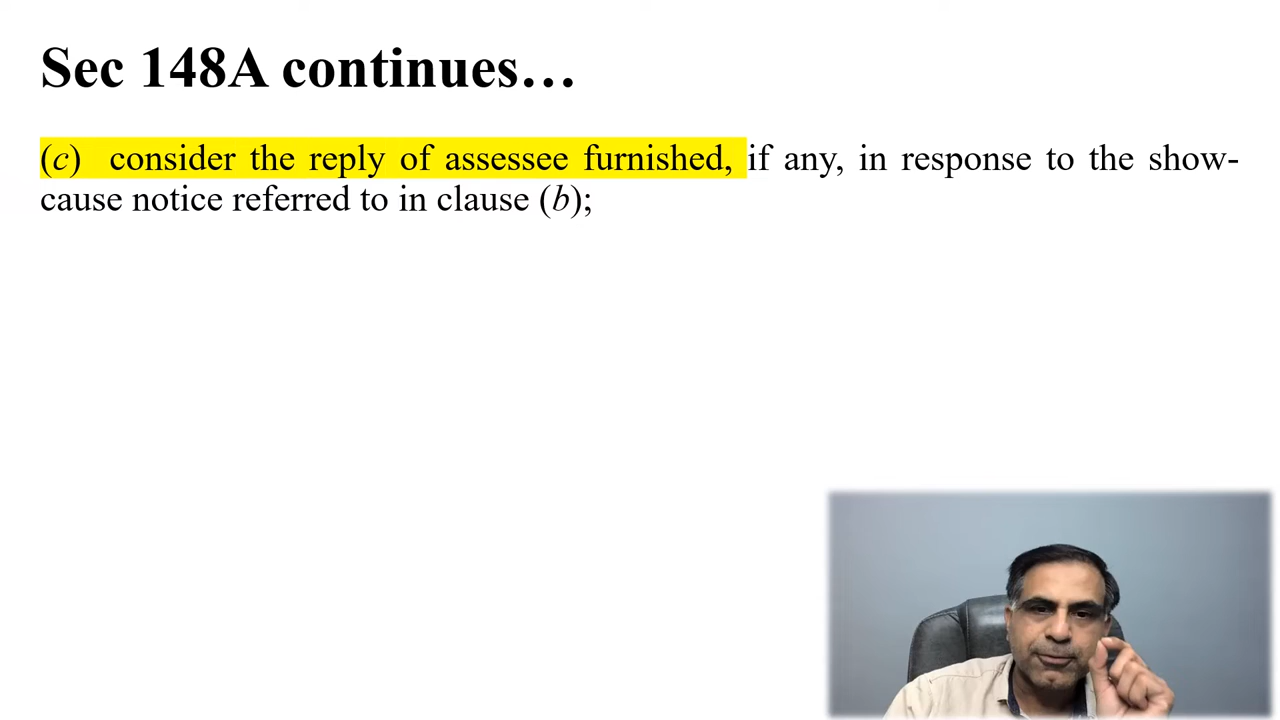 Sec 148A continues…
(c) consider the reply of assessee furnished, if any, in response to the show-
cause notice referred to in clause (b);